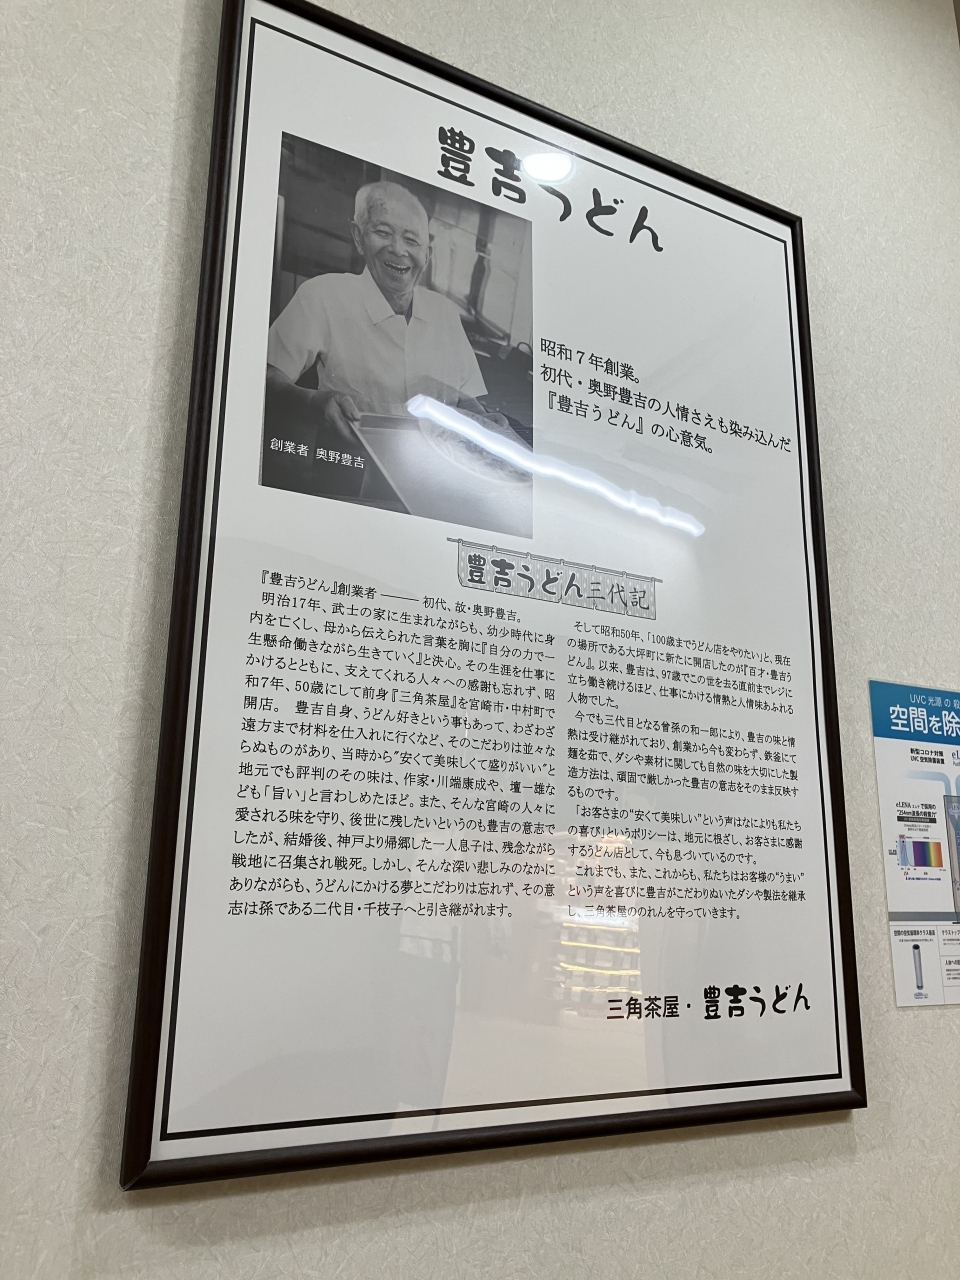 豊吉うどん
昭和7年創業。
初代・奥野豊吉の人情さえも染み込んだ
『豊吉うどん』の心意気。
創業者 奥野豊吉
豊吉うどん三代記
『豊吉うどん』創業者 ――― 初代、故・奥野豊吉。
明治17年、武士の家に生まれながらも、幼少時代に身
内を亡くし、母から伝えられた言葉を胸に『自分の力で一
生懸命働きながら生きていく』と決心。その生涯を仕事に
かけるとともに、支えてくれる人々への感謝も忘れず、昭
和7年、50歳にして前身『三角茶屋』を宮崎市・中村町で
開店。 豊吉自身、うどん好きという事もあって、わざわざ
遠方まで材料を仕入れに行くなど、そのこだわりは並々な
らぬものがあり、当時から"安くて美味しくて盛りがいい"と
地元でも評判のその味は、作家・川端康成や、壇一雄な
ども「旨い」と言わしめたほど。また、そんな宮崎の人々に
愛される味を守り、後世に残したいというのも豊吉の意志で
したが、結婚後、神戸より帰郷した一人息子は、残念ながら
戦地に召集され戦死。しかし、そんな深い悲しみのなかに
ありながらも、うどんにかける夢とこだわりは忘れず、その意
志は孫である二代目・千枝子へと引き継がれます。
そして昭和50年、「100歳までうどん店をやりたい」と、現在
の場所である大坪町に新たに開店したのが『百才・豊吉う
どん』。以来、豊吉は、97歳でこの世を去る直前までレジに
立ち働き続けるほど、仕事にかける情熱と人情味あふれる
人物でした。
今でも三代目となる曾孫の和一郎により、豊吉の味と情
熱は受け継がれており、創業から今も変わらず、鉄釜にて
麺を茹で、ダシや素材に関しても自然の味を大切にした製
造方法は、頑固で厳しかった豊吉の意志をそのまま反映す
るものです。
「お客さまの"安くて美味しい"という声はなによりも私たち
の喜び」というポリシーは、地元に根ざし、お客さまに感謝
するうどん店として、今も息づいているのです。
これまでも、また、これからも、私たちはお客様の"うまい"
という声を喜びに豊吉がこだわりぬいたダシや製法を継承
し、三角茶屋ののれんを守っていきます。
三角茶屋・豊吉うどん
UVC光源の殺
空間を除
新型コロナ対策
UVC空気除菌装置